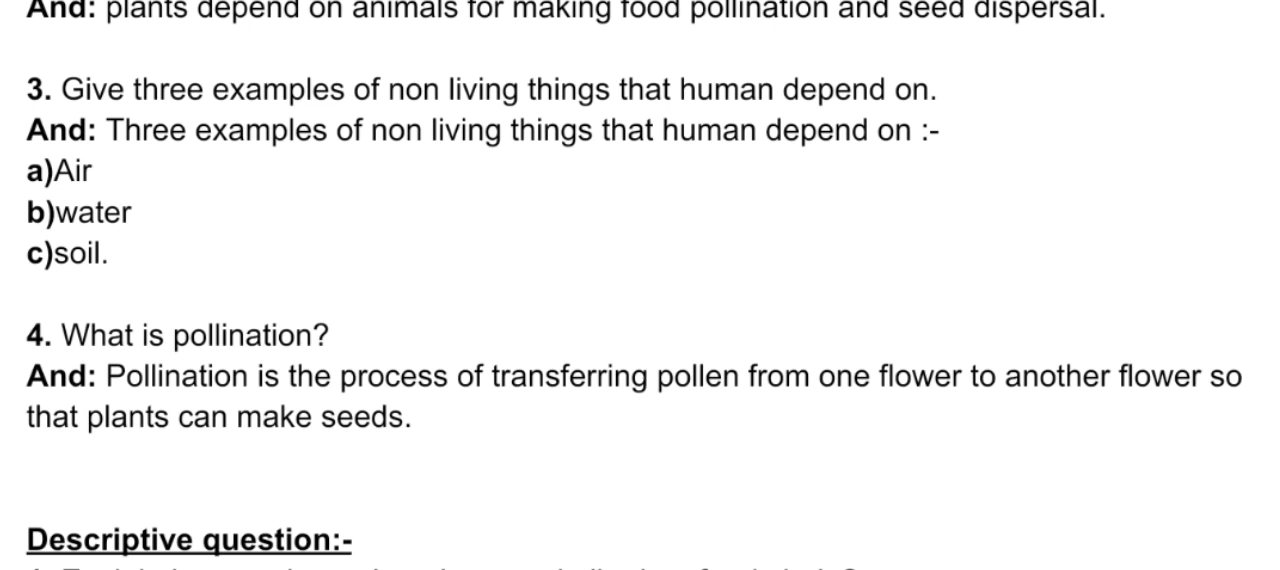 And: plants depend on animals for making food pollination and seed dispersal.
3. Give three examples of non living things that human depend on.
And: Three examples of non living things that human depend on :-
a)Air
b)water
c)soil.
4. What is pollination?
And: Pollination is the process of transferring pollen from one flower to another flower so
that plants can make seeds.
Descriptive question:-